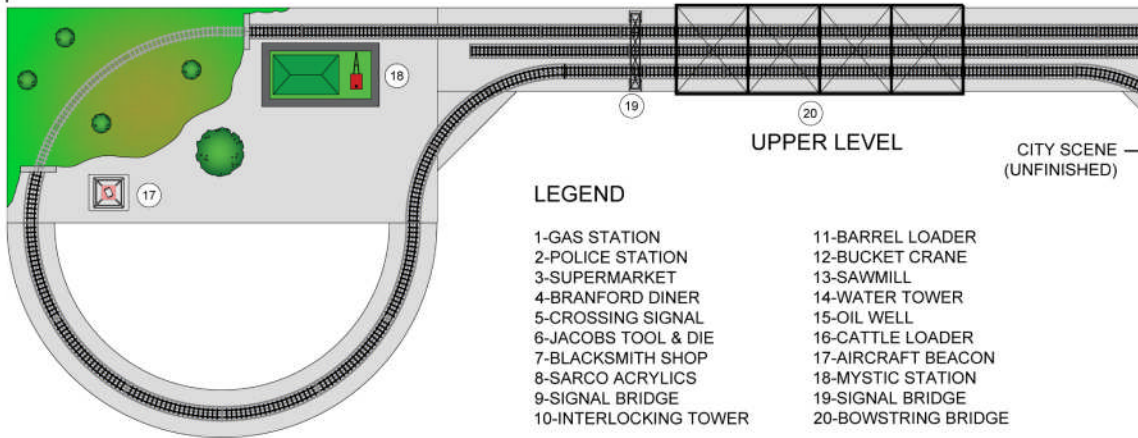 18
19
20
UPPER LEVEL
CITY SCENE
(UNFINISHED)
17
LEGEND
1-GAS STATION
2-POLICE STATION
3-SUPERMARKET
4-BRANFORD DINER
5-CROSSING SIGNAL
6-JACOBS TOOL & DIE
7-BLACKSMITH SHOP
8-SARCO ACRYLICS
9-SIGNAL BRIDGE
10-INTERLOCKING TOWER
11-BARREL LOADER
12-BUCKET CRANE
13-SAWMILL
14-WATER TOWER
15-OIL WELL
16-CATTLE LOADER
17-AIRCRAFT BEACON
18-MYSTIC STATION
19-SIGNAL BRIDGE
20-BOWSTRING BRIDGE